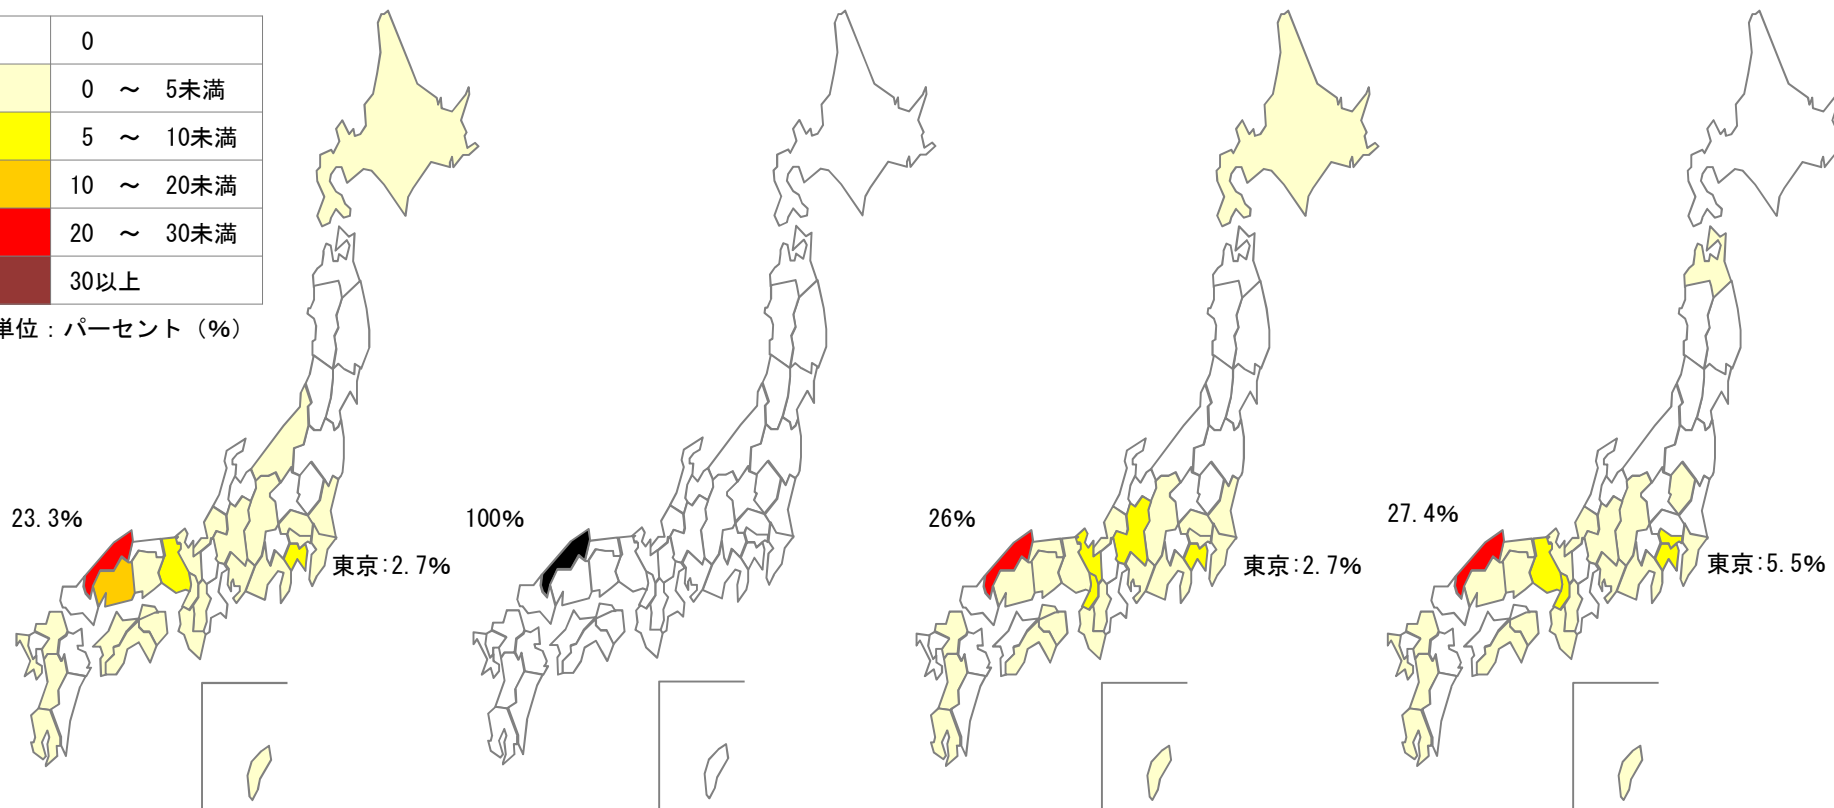 0
0 ～ 5未満
5 ～ 10未満
10 ～ 20未満
20 ～ 30未満
30以上
単位：パーセント（%）
23.3%
東京:2.7%
100%
26%
東京:2.7%
27.4%
東京:5.5%